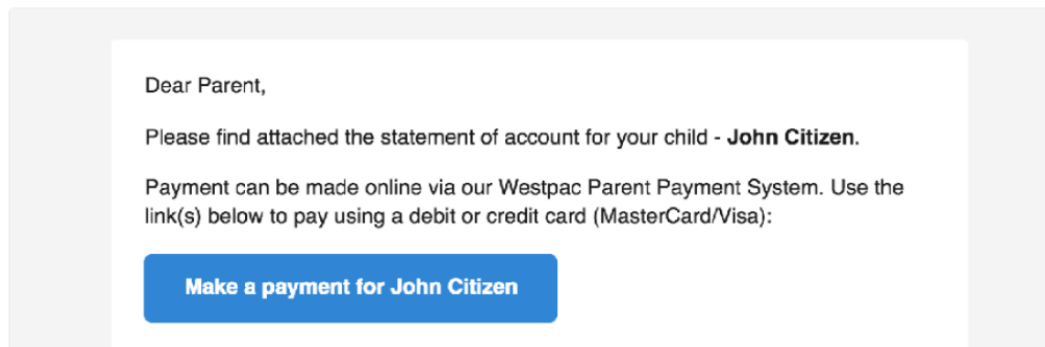 Dear Parent,
Please find attached the statement of account for your child - John Citizen.
Payment can be made online via our Westpac Parent Payment System. Use the
link(s) below to pay using a debit or credit card (MasterCard/Visa):
Make a payment for John Citizen